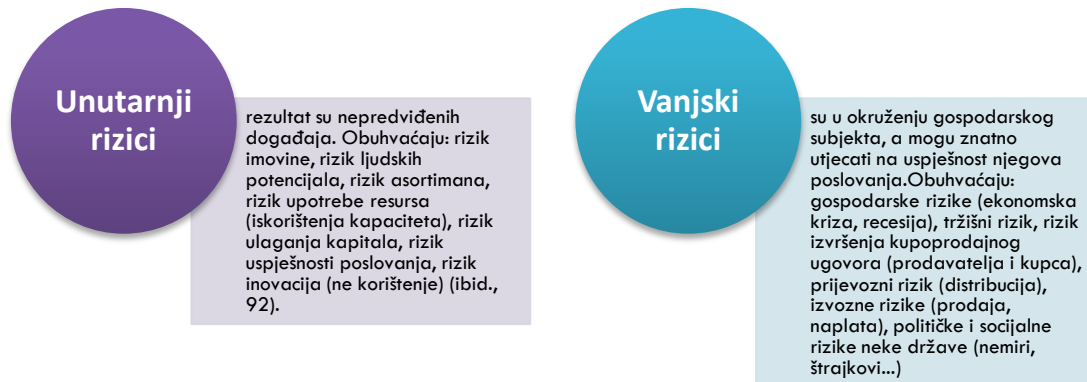 Unutarnji
rizici
rezultat su nepredviđenih
događaja. Obuhvaćaju: rizik
imovine, rizik ljudskih
potencijala, rizik asortimana,
rizik upotrebe resursa
(iskorištenja kapaciteta), rizik
ulaganja kapitala, rizik
uspješnosti poslovanja, rizik
inovacija (ne korištenje) (ibid.,
92).
Vanjski
rizici
su u okruženju gospodarskog
subjekta, a mogu znatno
utjecati na uspješnost njegova
poslovanja.Obuhvaćaju:
gospodarske rizike (ekonomska
kriza, recesija), tržišni rizik, rizik
izvršenja kupoprodajnog
ugovora (prodavatelja i kupca),
prijevozni rizik (distribucija),
izvozne rizike (prodaja,
naplata), političke i socijalne
rizike neke države (nemiri,
štrajkovi...)